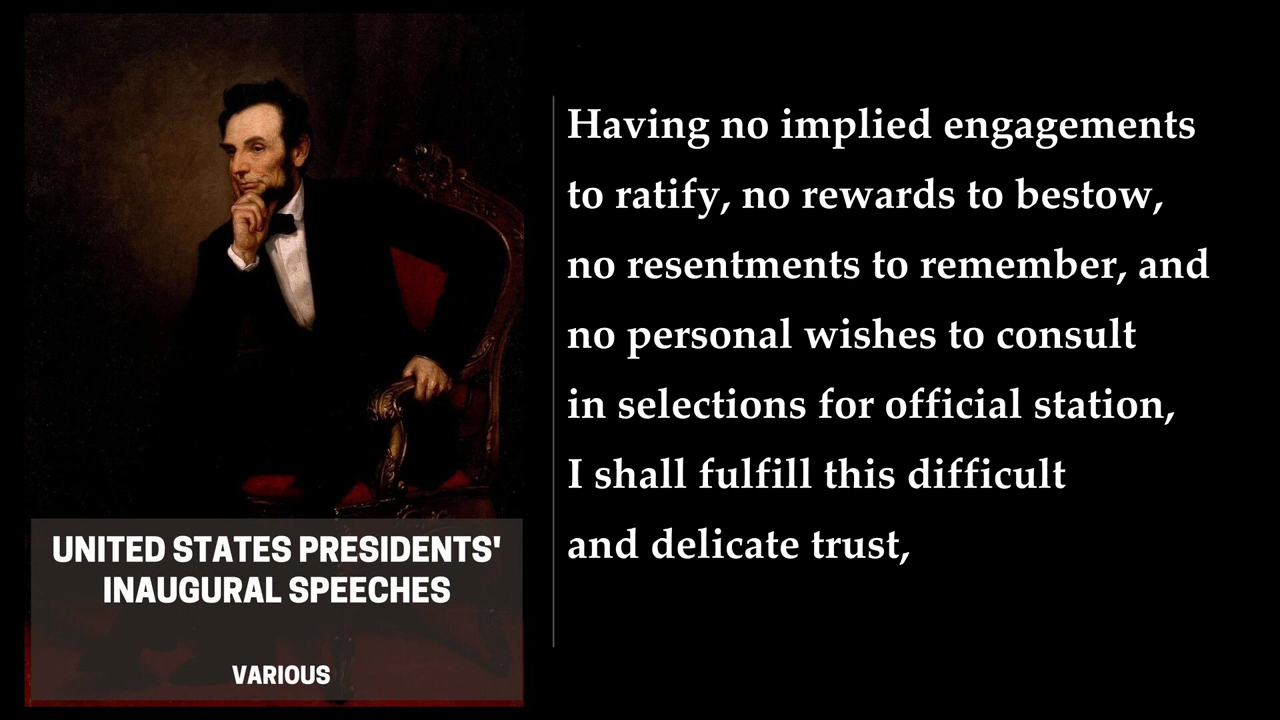 Having no implied engagements
to ratify, no rewards to bestow,
no resentments to remember, and
no personal wishes to consult
in selections for official station,
I shall fulfill this difficult
and delicate trust,
UNITED STATES PRESIDENTS'
INAUGURAL SPEECHES
VARIOUS